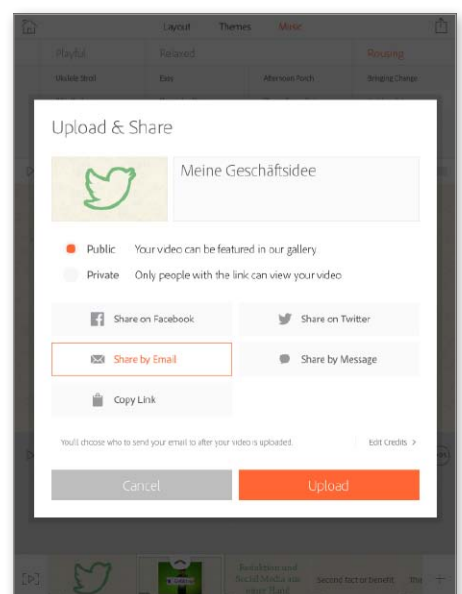 Layout Themes Music
Playful Relaxed Rousing
Ukulele Stroll Easy Afternoon Porch Bringing Change
Upload & Share
Meine Geschäftsidee
Public Your video can be featured in our gallery
Private Only people with the link can view your video
Share on Facebook Share on Twitter
Share by Email Share by Message
Copy Link
You'll choose who to send your email to after your video is uploaded. Edit Credits >
Cancel Upload
Social Media
Second fact or benefit